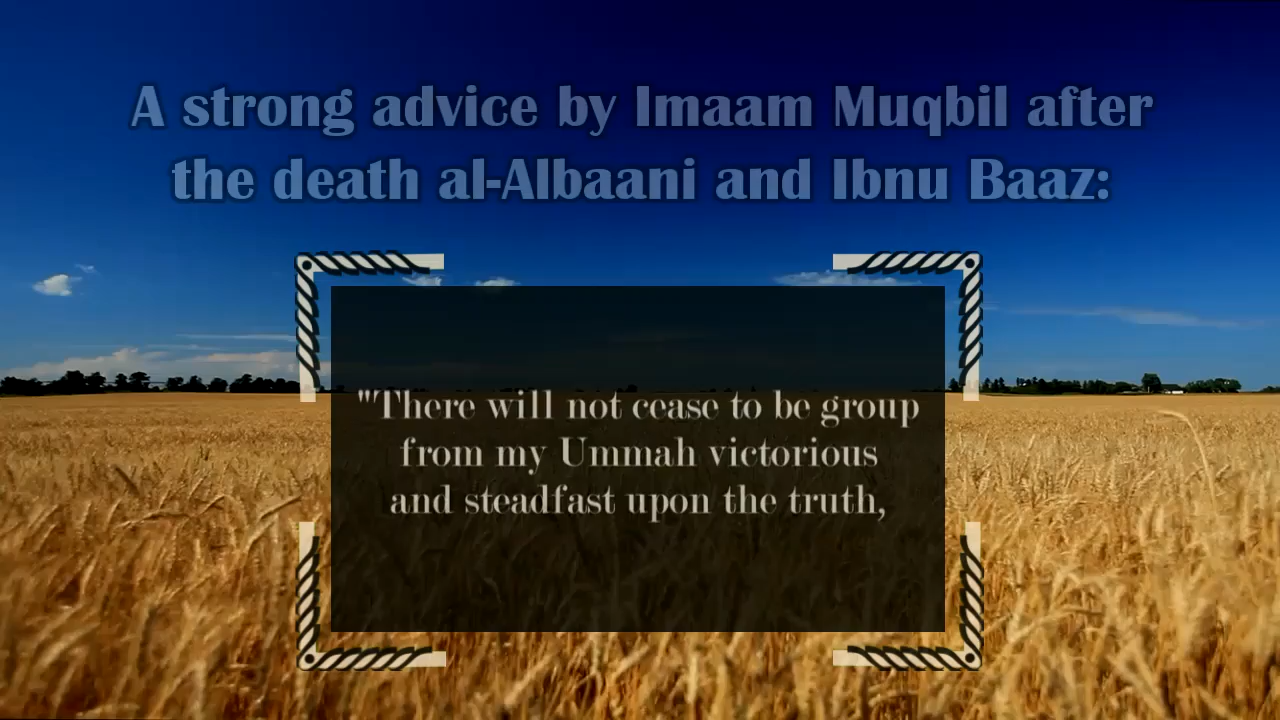 A strong advice by Imaam Muqbil after
the death al-Albaani and Ibnu Baaz:
"There will not cease to be group
from my Ummah victorious
and steadfast upon the truth,